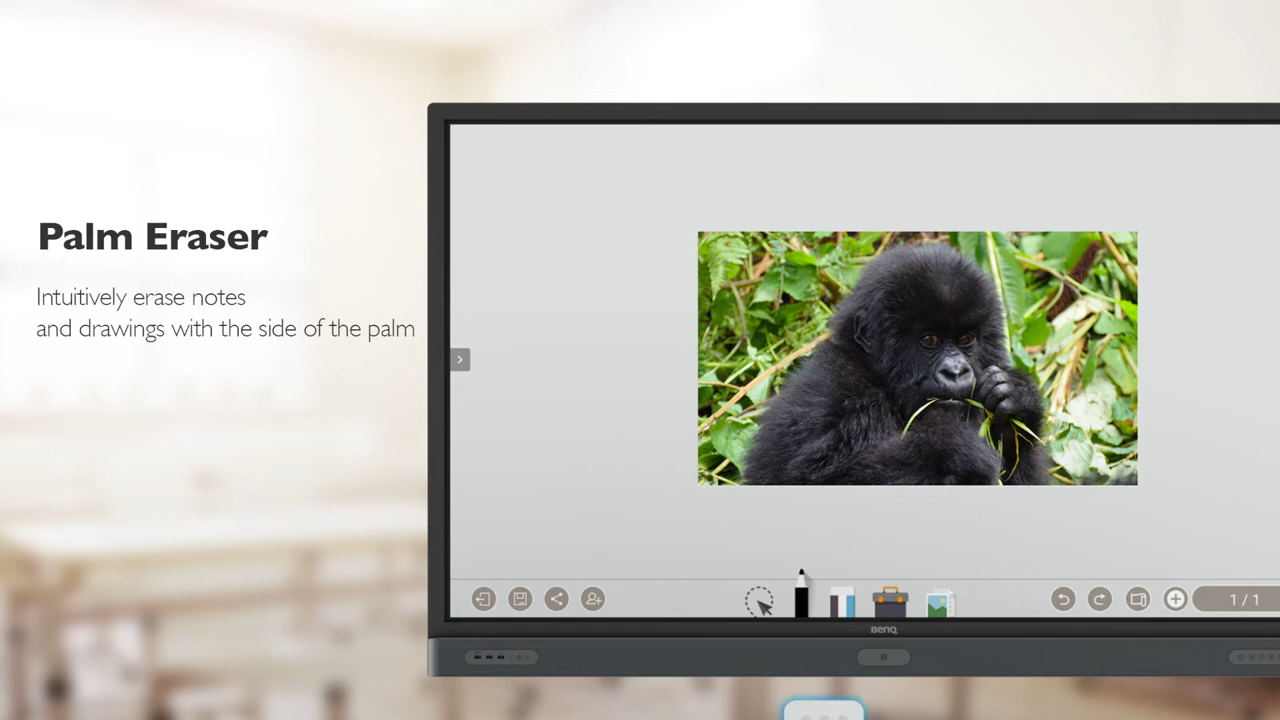 Palm Eraser
Intuitively erase notes
and drawings with the side of the palm
1 / 1
BenQ